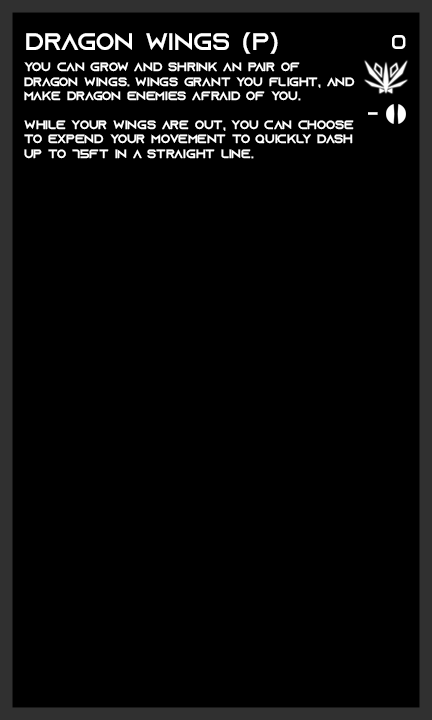 DRAGON WINGS (P)
0
YOU CAN GROW AND SHRINK AN PAIR OF
DRAGON WINGS. WINGS GRANT YOU FLIGHT, AND
MAKE DRAGON ENEMIES AFRAID OF YOU.
-
WHILE YOUR WINGS ARE OUT, YOU CAN CHOOSE
TO EXPEND YOUR MOVEMENT TO QUICKLY DASH
UP TO 75FT IN A STRAIGHT LINE.